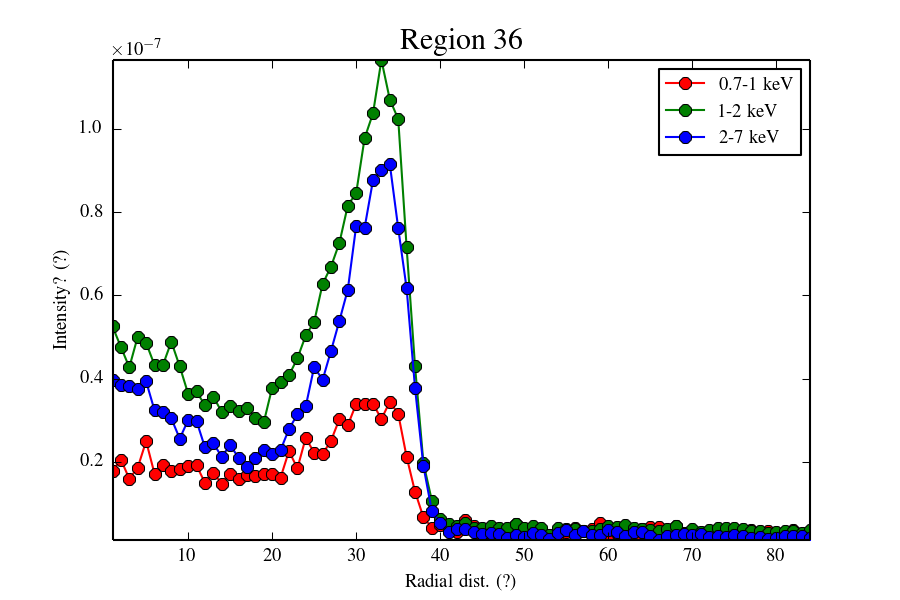 Region 36
×10−7
0.7-1 keV
1-2 keV
2-7 keV
1.0
0.8
0.6
0.4
0.2
Intensity? (?)
10 20 30 40 50 60 70 80
Radial dist. (?)